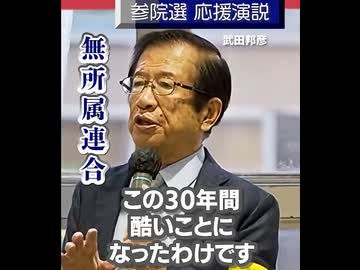 参院選 応援演説
武田邦彦
無所属連合
この30年間
酷いことに
なったわけです